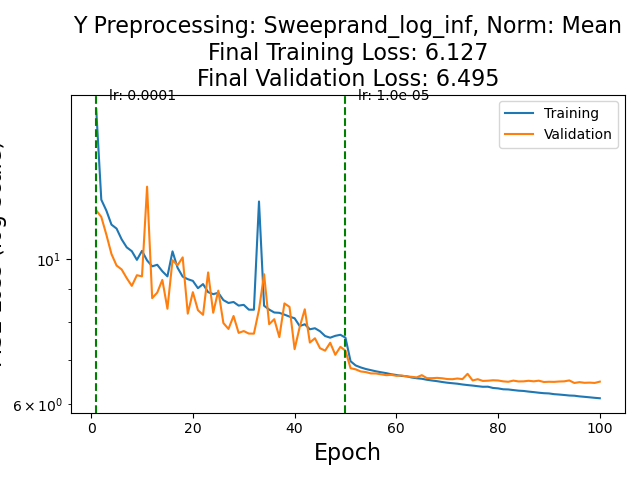 Y Preprocessing: Sweeprand_log_inf, Norm: Mean
Final Training Loss: 6.127
Final Validation Loss: 6.495
lr: 0.0001
lr: 1.0e-05
Training
Validation
10¹
6 × 10⁰
0 20 40 60 80 100
Epoch